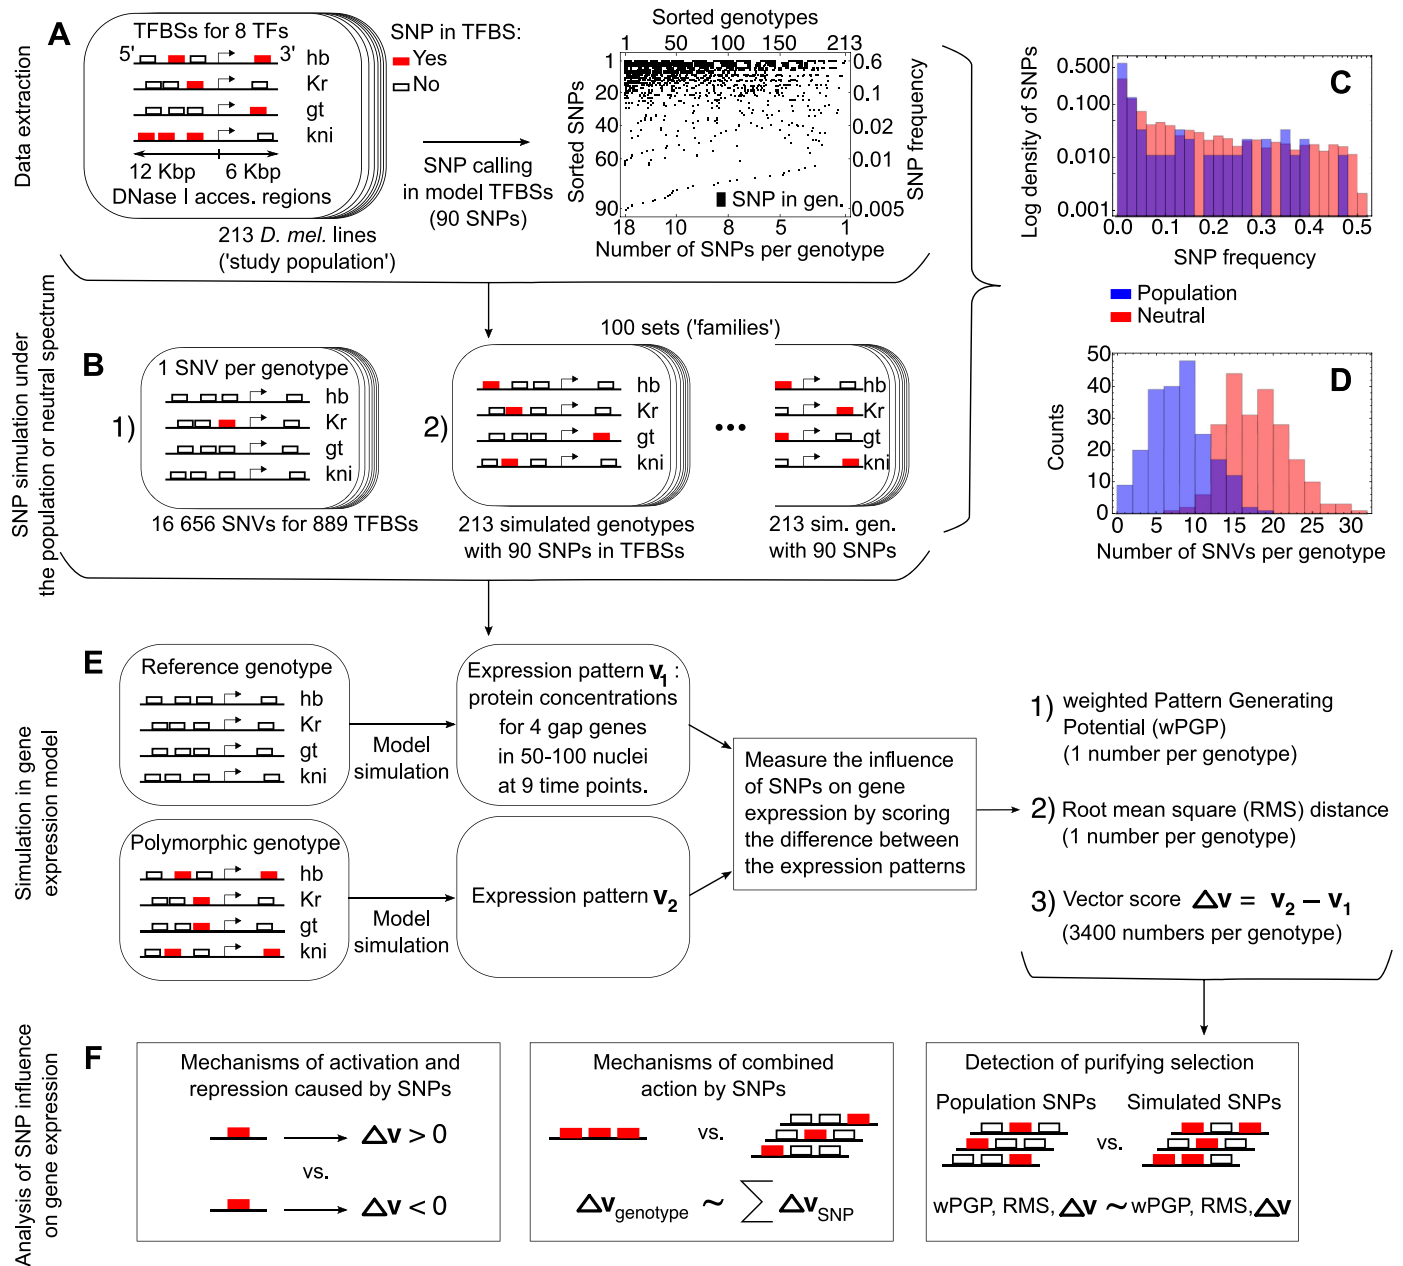 Data extraction
A
TFBSs for 8 TFs
5'
3'
hb
Kr
gt
kni
12 Kbp
6 Kbp
DNase I acces. regions
213 D. mel. lines
('study population')
SNP in TFBS:
Yes
No
SNP calling
in model TFBSs
(90 SNPs)
Sorted genotypes
1 50 100 150 213
Sorted SNPs
1
20
40
60
90
0.6
0.1
0.02
0.01
0.005
SNP frequency
SNP in gen.
18 10 8 5 1
Number of SNPs per genotype
C
Log density of SNPs
0.500
0.100
0.010
0.001
0.0 0.1 0.2 0.3 0.4 0.5
SNP frequency
Population
Neutral
SNP simulation under
the population or neutral spectrum
B
1)
1 SNV per genotype
hb
Kr
gt
kni
16 656 SNVs for 889 TFBSs
100 sets ('families')
2)
hb
Kr
gt
kni
213 simulated genotypes
with 90 SNPs in TFBSs
•••
hb
Kr
gt
kni
213 sim. gen.
with 90 SNPs
D
Counts
50
40
30
20
10
0
0 5 10 15 20 25 30
Number of SNVs per genotype
Simulation in gene
expression model
E
Reference genotype
hb
Kr
gt
kni
Model
simulation
Expression pattern v1 :
protein concentrations
for 4 gap genes
in 50-100 nuclei
at 9 time points.
Polymorphic genotype
hb
Kr
gt
kni
Model
simulation
Expression pattern v2
Measure the influence
of SNPs on gene
expression by scoring
the difference between
the expression patterns
1) weighted Pattern Generating
Potential (wPGP)
(1 number per genotype)
2) Root mean square (RMS) distance
(1 number per genotype)
3) Vector score Δv = v2 − v1
(3400 numbers per genotype)
Analysis of SNP influence
on gene expression
F
Mechanisms of activation and
repression caused by SNPs
Δv > 0
vs.
Δv < 0
Mechanisms of combined
action by SNPs
vs.
Δvgenotype ~ ∑ ΔvSNP
Detection of purifying selection
Population SNPs
Simulated SNPs
vs.
wPGP, RMS, Δv ~ wPGP, RMS, Δv